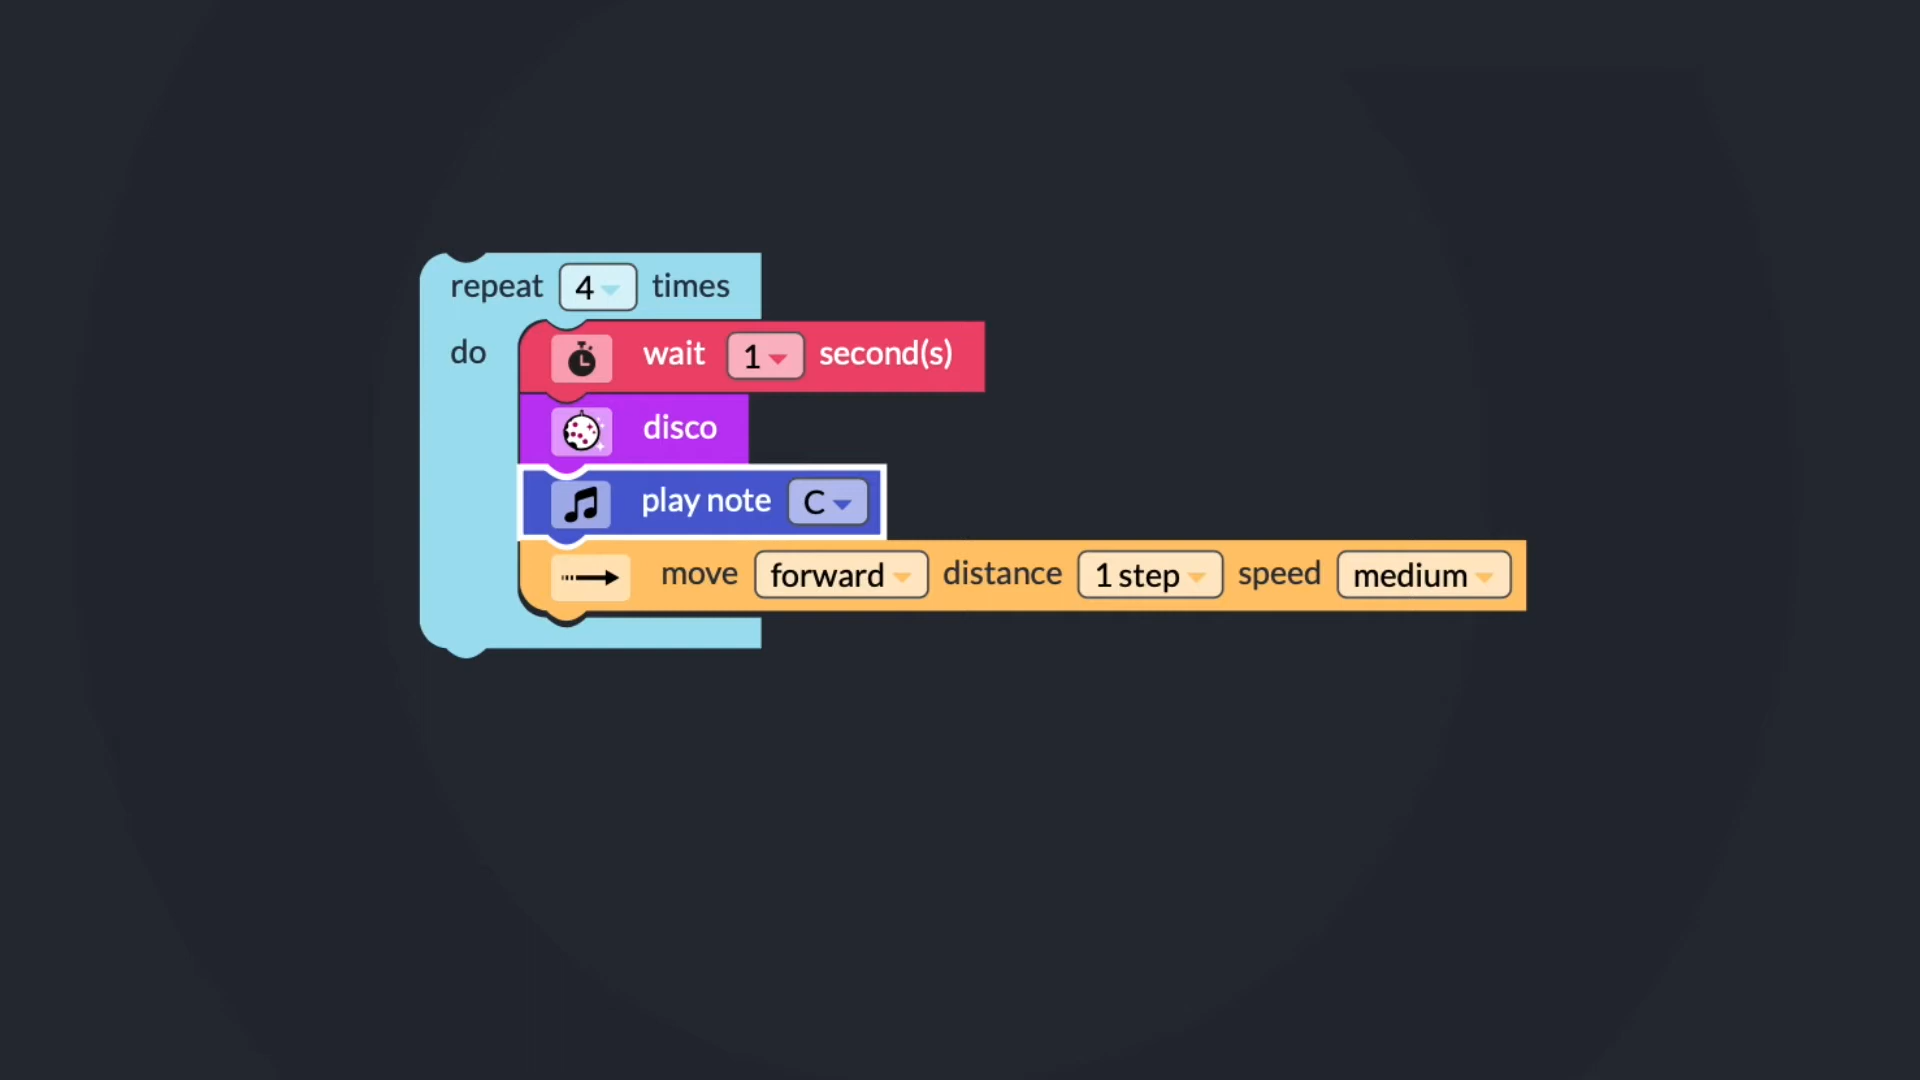 repeat 4 times
do wait 1 second(s)
disco
play note C
move forward distance 1 step speed medium